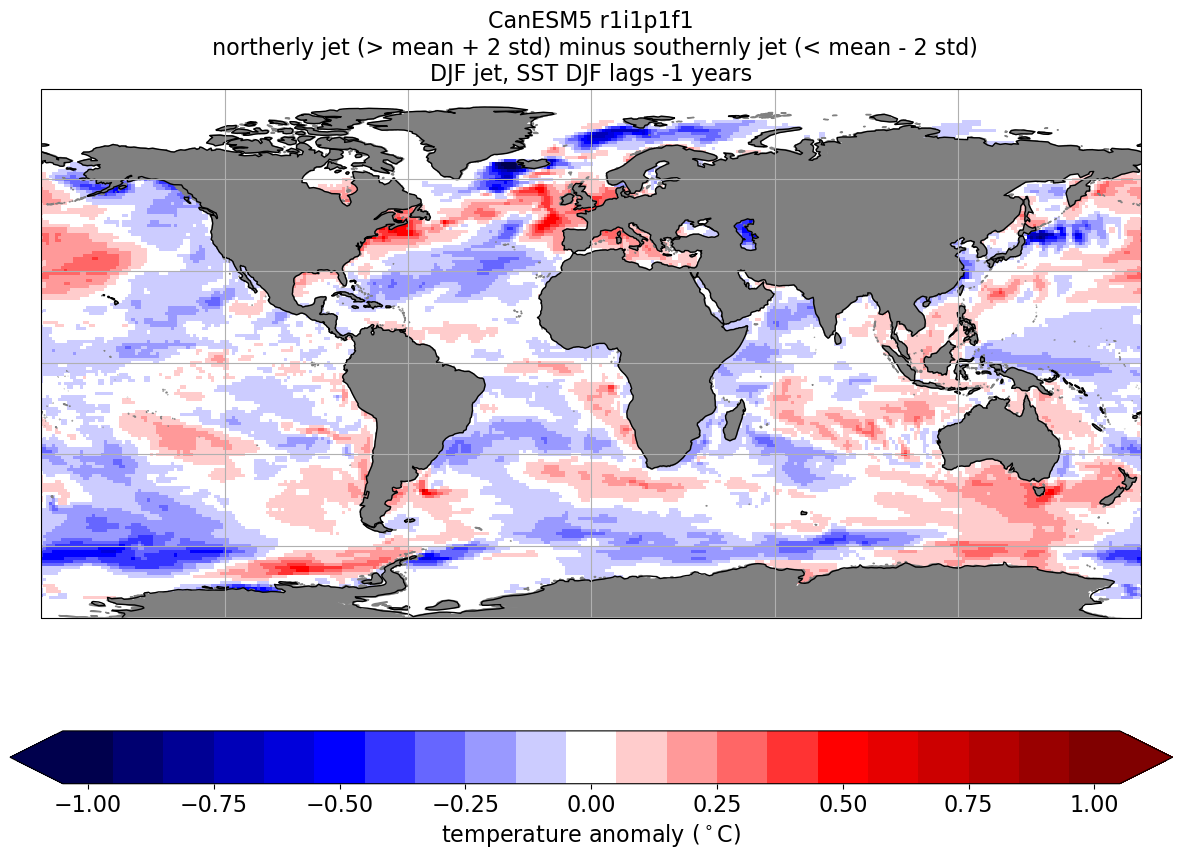 CanESM5 r1i1p1f1
northerly jet (> mean + 2 std) minus southernly jet (< mean - 2 std)
DJF jet, SST DJF lags -1 years
−1.00 −0.75 −0.50 −0.25 0.00 0.25 0.50 0.75 1.00
temperature anomaly (°C)